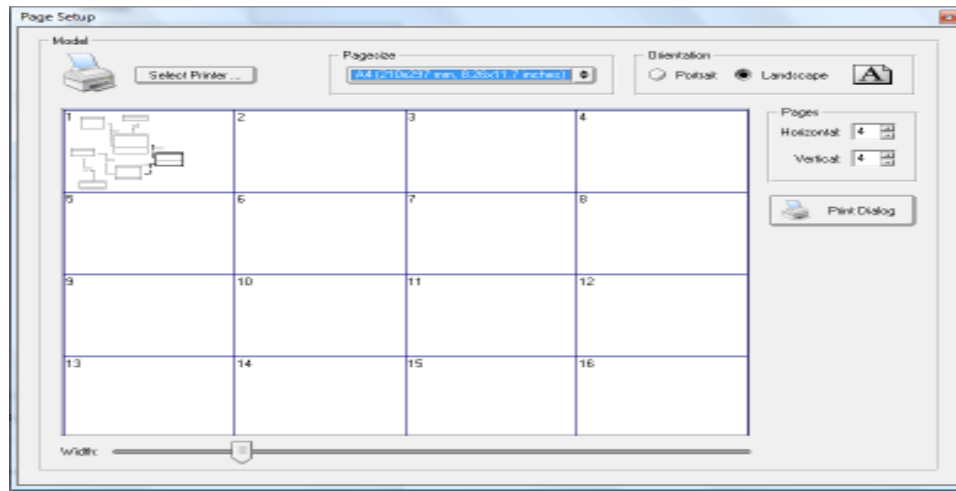 Page Setup
Model
Select Printer...
Pagesize
A4 (210x297 mm, 8.26x11.7 inches)
Orientation
Portrait
Landscape
A
1
2
3
4
Pages
Horizontal: 4
Vertical: 4
5
6
7
8
Print Dialog
9
10
11
12
13
14
15
16
Width: